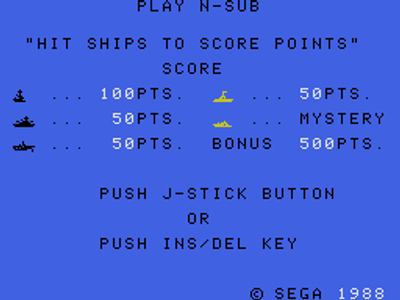 PLAY N-SUB
"HIT SHIPS TO SCORE POINTS"
SCORE
... 100PTS. ... 50PTS.
... 50PTS. ... MYSTERY
... 50PTS. BONUS 500PTS.
PUSH J-STICK BUTTON
OR
PUSH INS/DEL KEY
© SEGA 1988